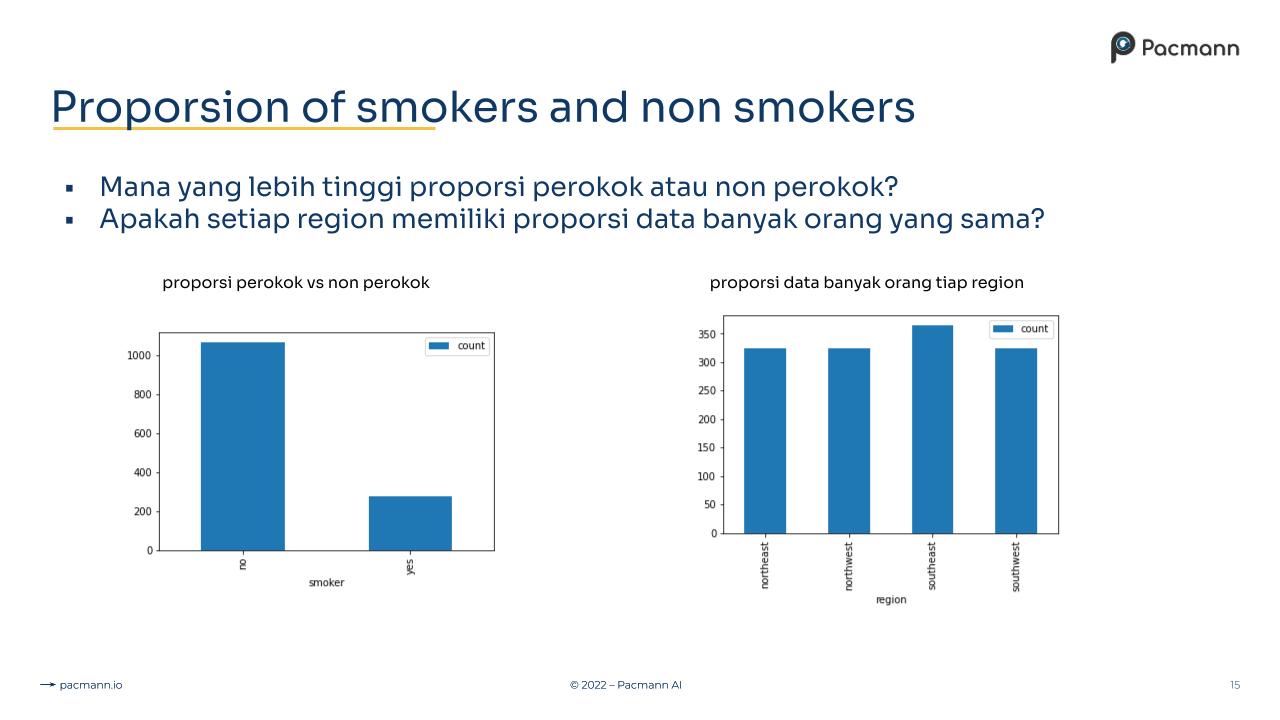 Pacmann
Proporsion of smokers and non smokers
▪ Mana yang lebih tinggi proporsi perokok atau non perokok?
▪ Apakah setiap region memiliki proporsi data banyak orang yang sama?
proporsi perokok vs non perokok
count
1000
800
600
400
200
0
no
yes
smoker
proporsi data banyak orang tiap region
count
350
300
250
200
150
100
50
0
northeast
northwest
southeast
southwest
region
pacmann.io
© 2022 – Pacmann AI
15